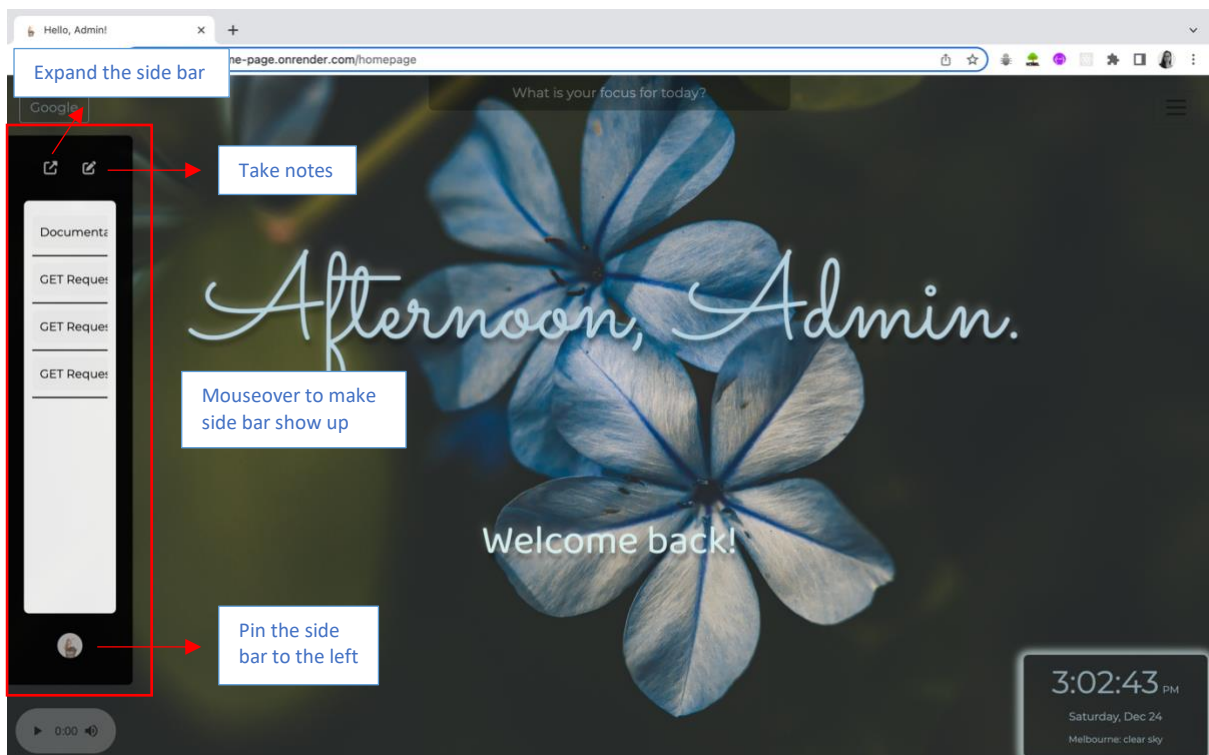 Hello, Admin!
Expand the side bar
me-page.onrender.com/homepage
What is your focus for today?
Google
Take notes
Documenta
GET Reques
GET Reques
GET Reques
Afternoon, Admin.
Mouseover to make
side bar show up
Welcome back!
Pin the side
bar to the left
3:02:43 PM
Saturday, Dec 24
Melbourne: clear sky
0:00